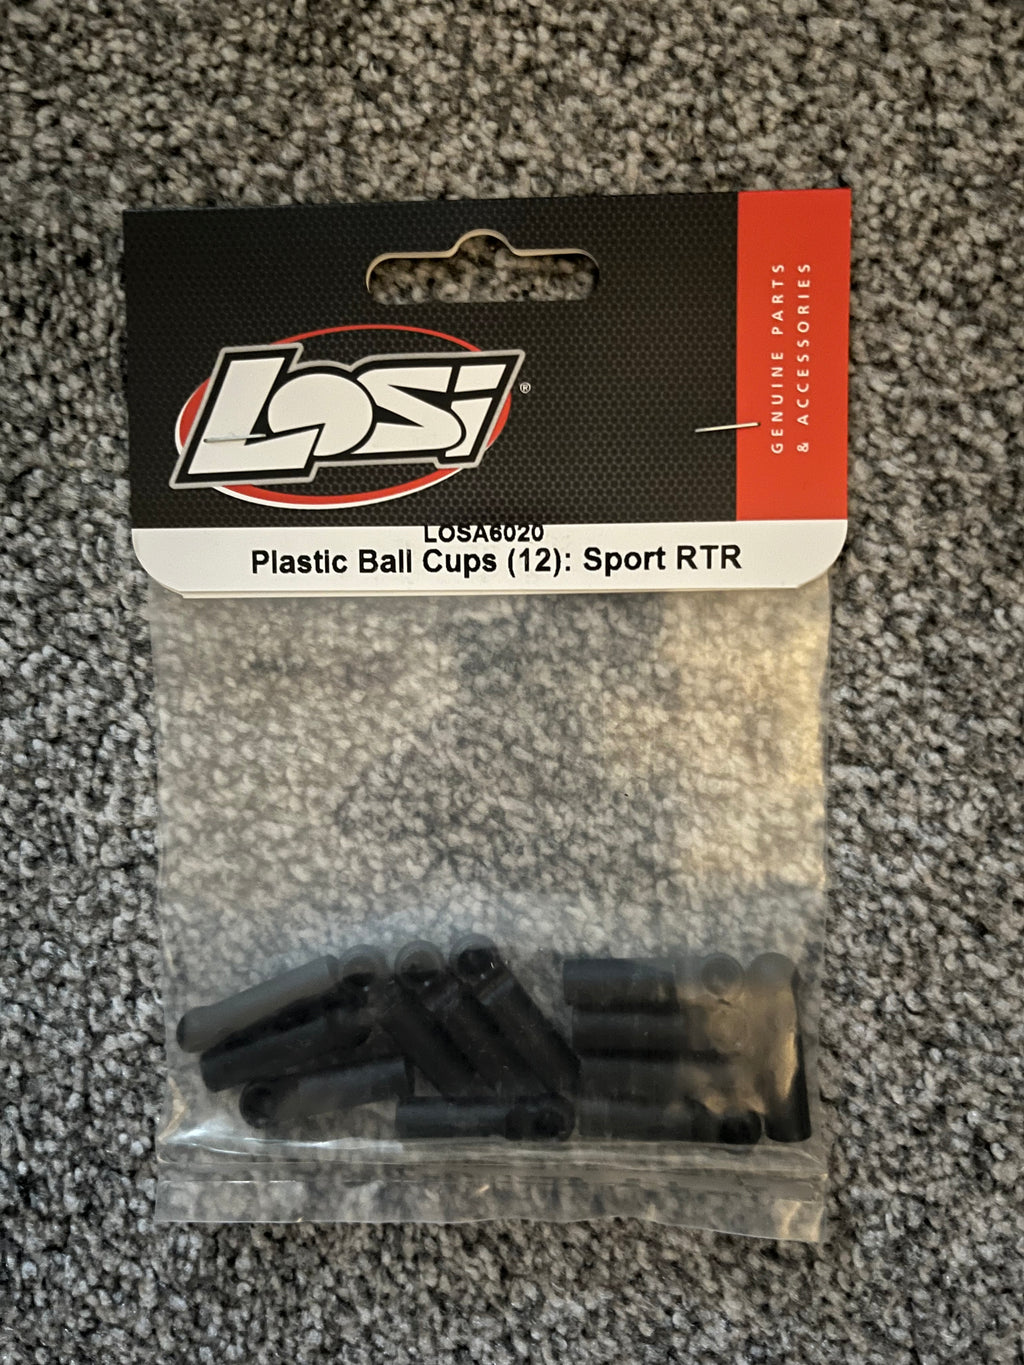 GENUINE PARTS
& ACCESSORIES
Losi®
LOSA6020
Plastic Ball Cups (12): Sport RTR